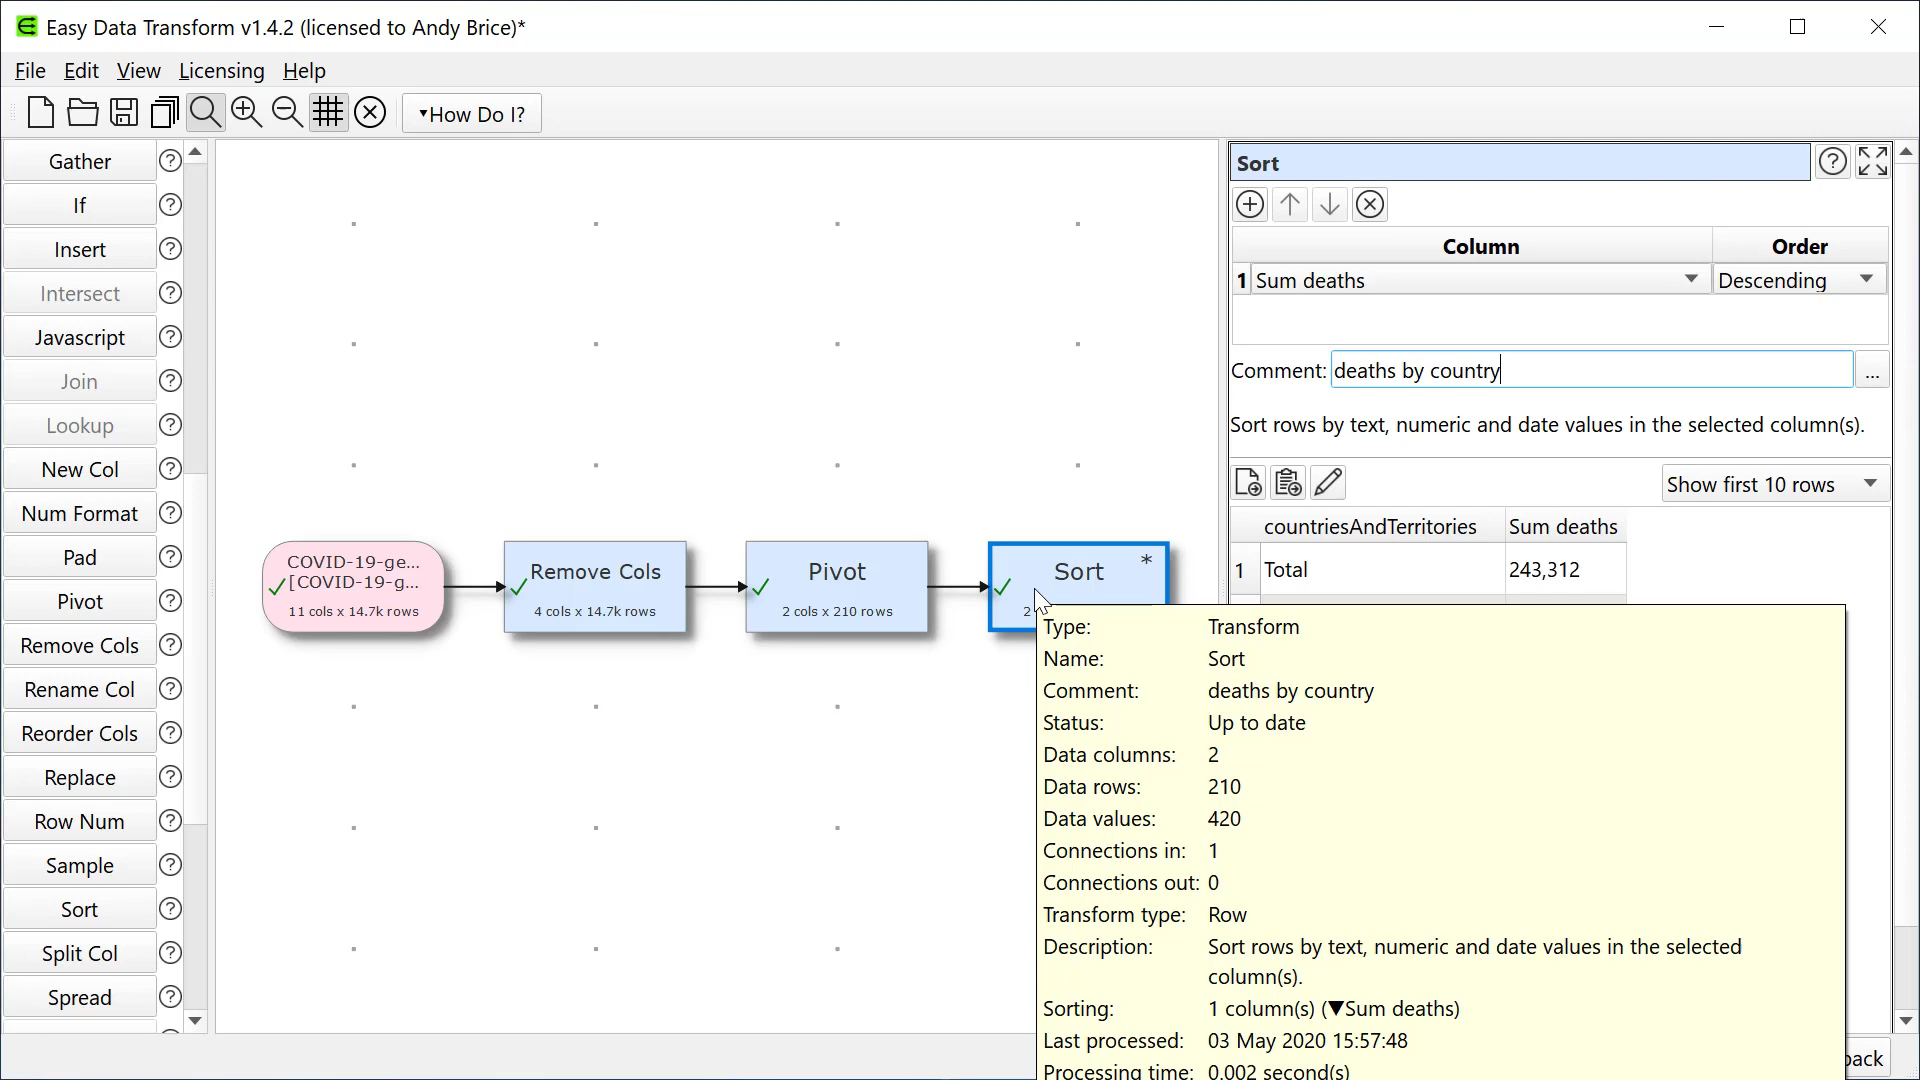 Easy Data Transform v1.4.2 (licensed to Andy Brice)*
File Edit View Licensing Help
▾How Do I?
Gather
If
Insert
Intersect
Javascript
Join
Lookup
New Col
Num Format
Pad
Pivot
Remove Cols
Rename Col
Reorder Cols
Replace
Row Num
Sample
Sort
Split Col
Spread
COVID-19-ge...
[COVID-19-g...
11 cols x 14.7k rows
Remove Cols
4 cols x 14.7k rows
Pivot
2 cols x 210 rows
Sort *
2
Sort
Column Order
1 Sum deaths Descending
Comment: deaths by country ...
Sort rows by text, numeric and date values in the selected column(s).
Show first 10 rows
countriesAndTerritories Sum deaths
1 Total 243,312
Type: Transform
Name: Sort
Comment: deaths by country
Status: Up to date
Data columns: 2
Data rows: 210
Data values: 420
Connections in: 1
Connections out: 0
Transform type: Row
Description: Sort rows by text, numeric and date values in the selected
column(s).
Sorting: 1 column(s) (▼Sum deaths)
Last processed: 03 May 2020 15:57:48
Processing time: 0.002 second(s)